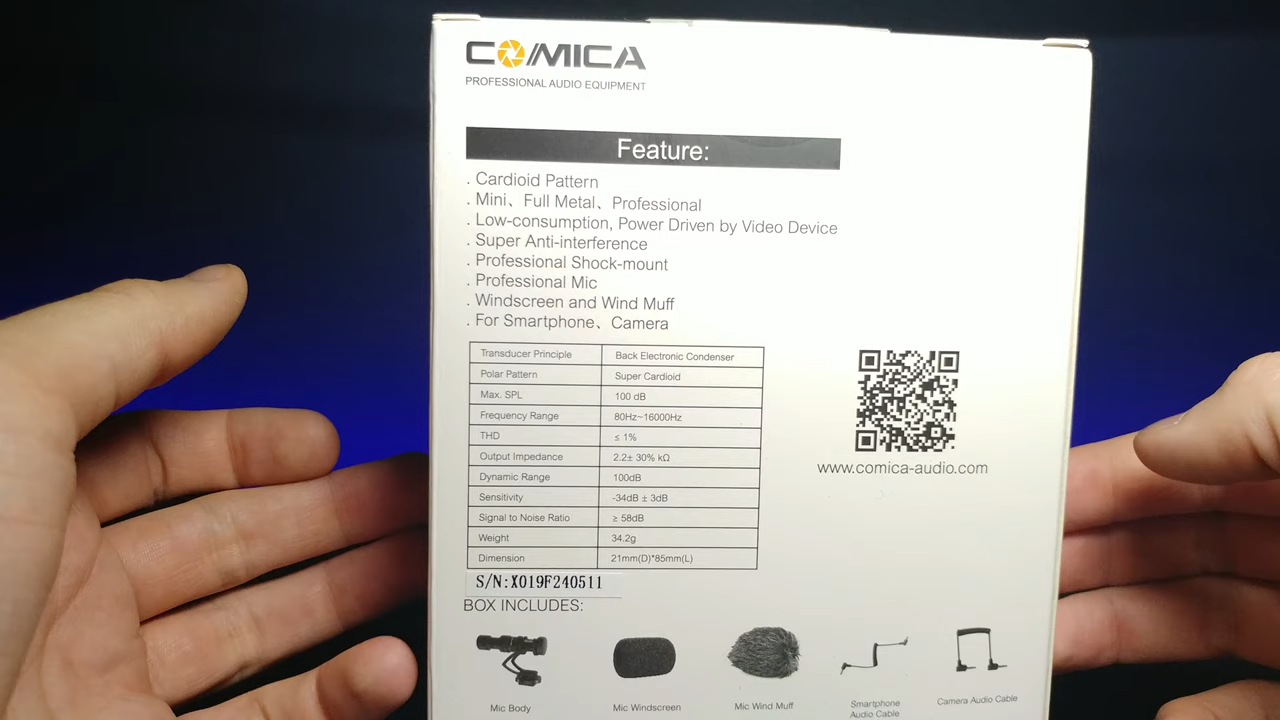 COMICA
PROFESSIONAL AUDIO EQUIPMENT
Feature:
. Cardioid Pattern
. Mini、Full Metal、Professional
. Low-consumption, Power Driven by Video Device
. Super Anti-interference
. Professional Shock-mount
. Professional Mic
. Windscreen and Wind Muff
. For Smartphone、Camera
Transducer Principle Back Electronic Condenser
Polar Pattern Super Cardioid
Max. SPL 100 dB
Frequency Range 80Hz~16000Hz
THD ≤ 1%
Output Impedance 2.2± 30% kΩ
Dynamic Range 100dB
Sensitivity -34dB ± 3dB
Signal to Noise Ratio ≥ 58dB
Weight 34.2g
Dimension 21mm(D)*85mm(L)
www.comica-audio.com
S/N:X019F240511
BOX INCLUDES:
Mic Body
Mic Windscreen
Mic Wind Muff
Smartphone
Audio Cable
Camera Audio Cable